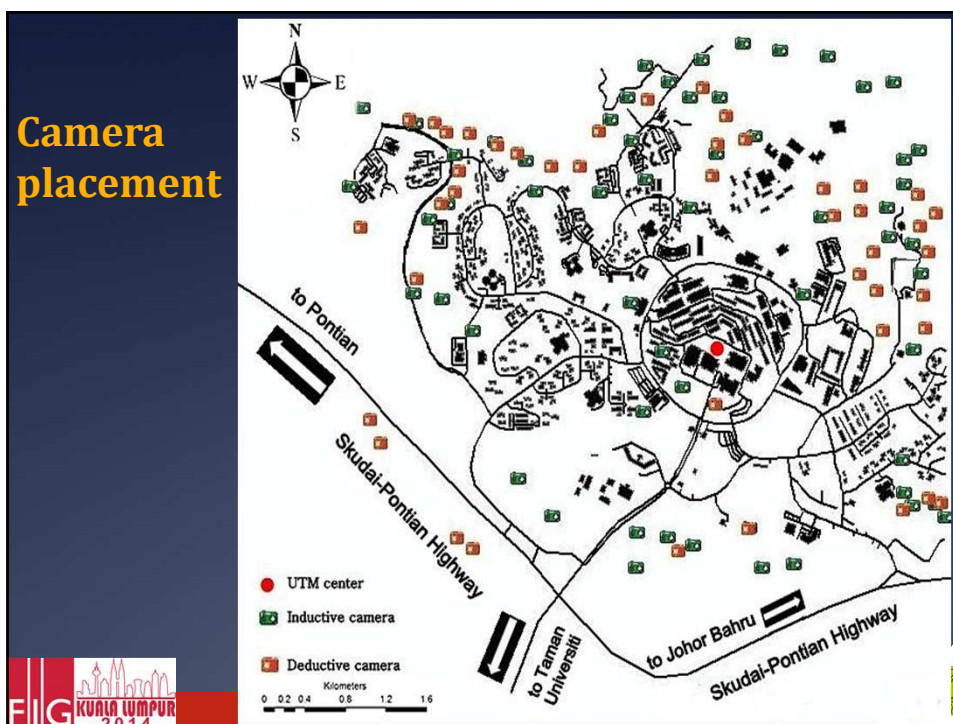 Camera
placement
N
W
E
S
to Pontian
Skudai-Pontian Highway
UTM center
Inductive camera
Deductive camera
Kilometers
0 0.2 0.4 0.8 1.2 1.6
to Taman
Universiti
to Johor Bahru
Skudai-Pontian Highway
FIG
KUALA LUMPUR
2014